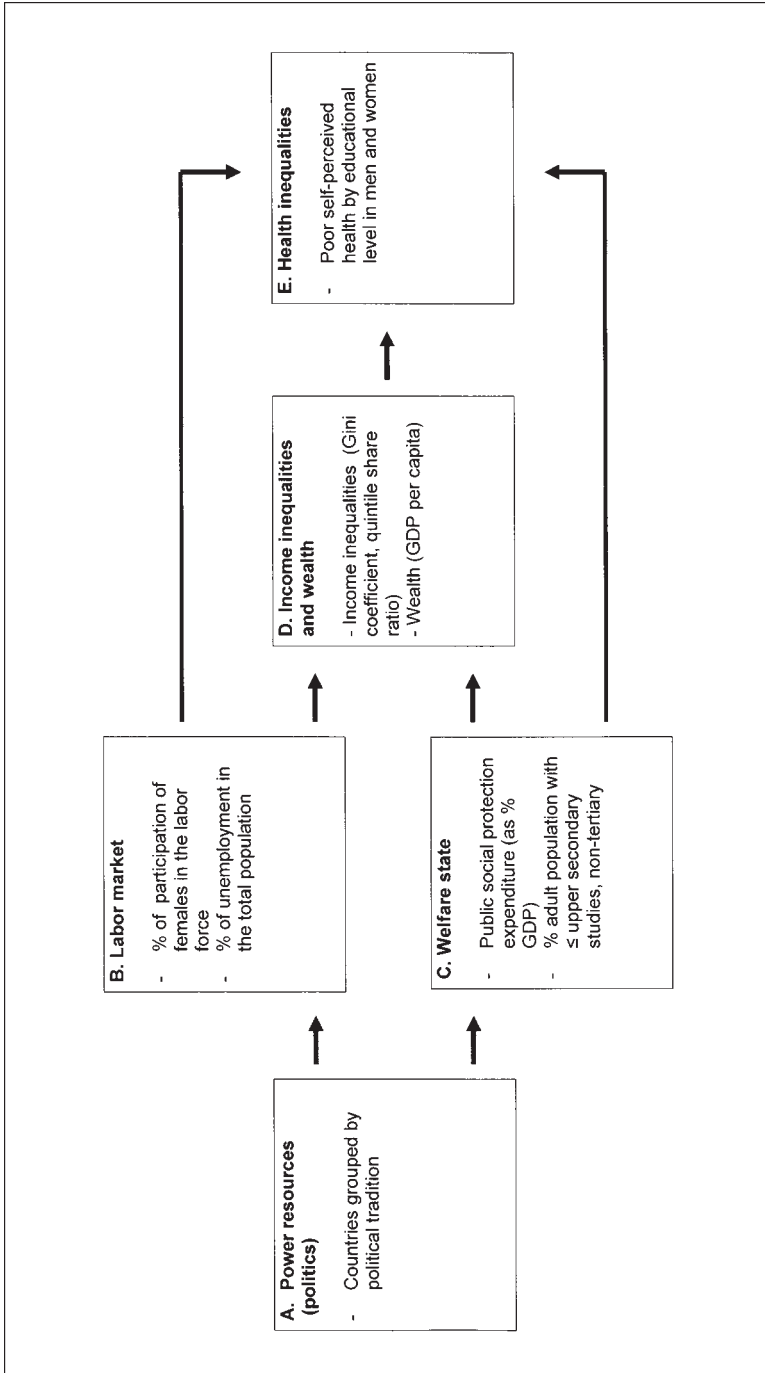 A. Power resources
(politics)
- Countries grouped by
political tradition
B. Labor market
- % of participation of
females in the labor
force
- % of unemployment in
the total population
C. Welfare state
- Public social protection
expenditure (as %
GDP)
- % adult population with
≤ upper secondary
studies, non-tertiary
D. Income inequalities
and wealth
- Income inequalities (Gini
coefficient, quintile share
ratio)
- Wealth (GDP per capita)
E. Health inequalities
- Poor self-perceived
health by educational
level in men and women